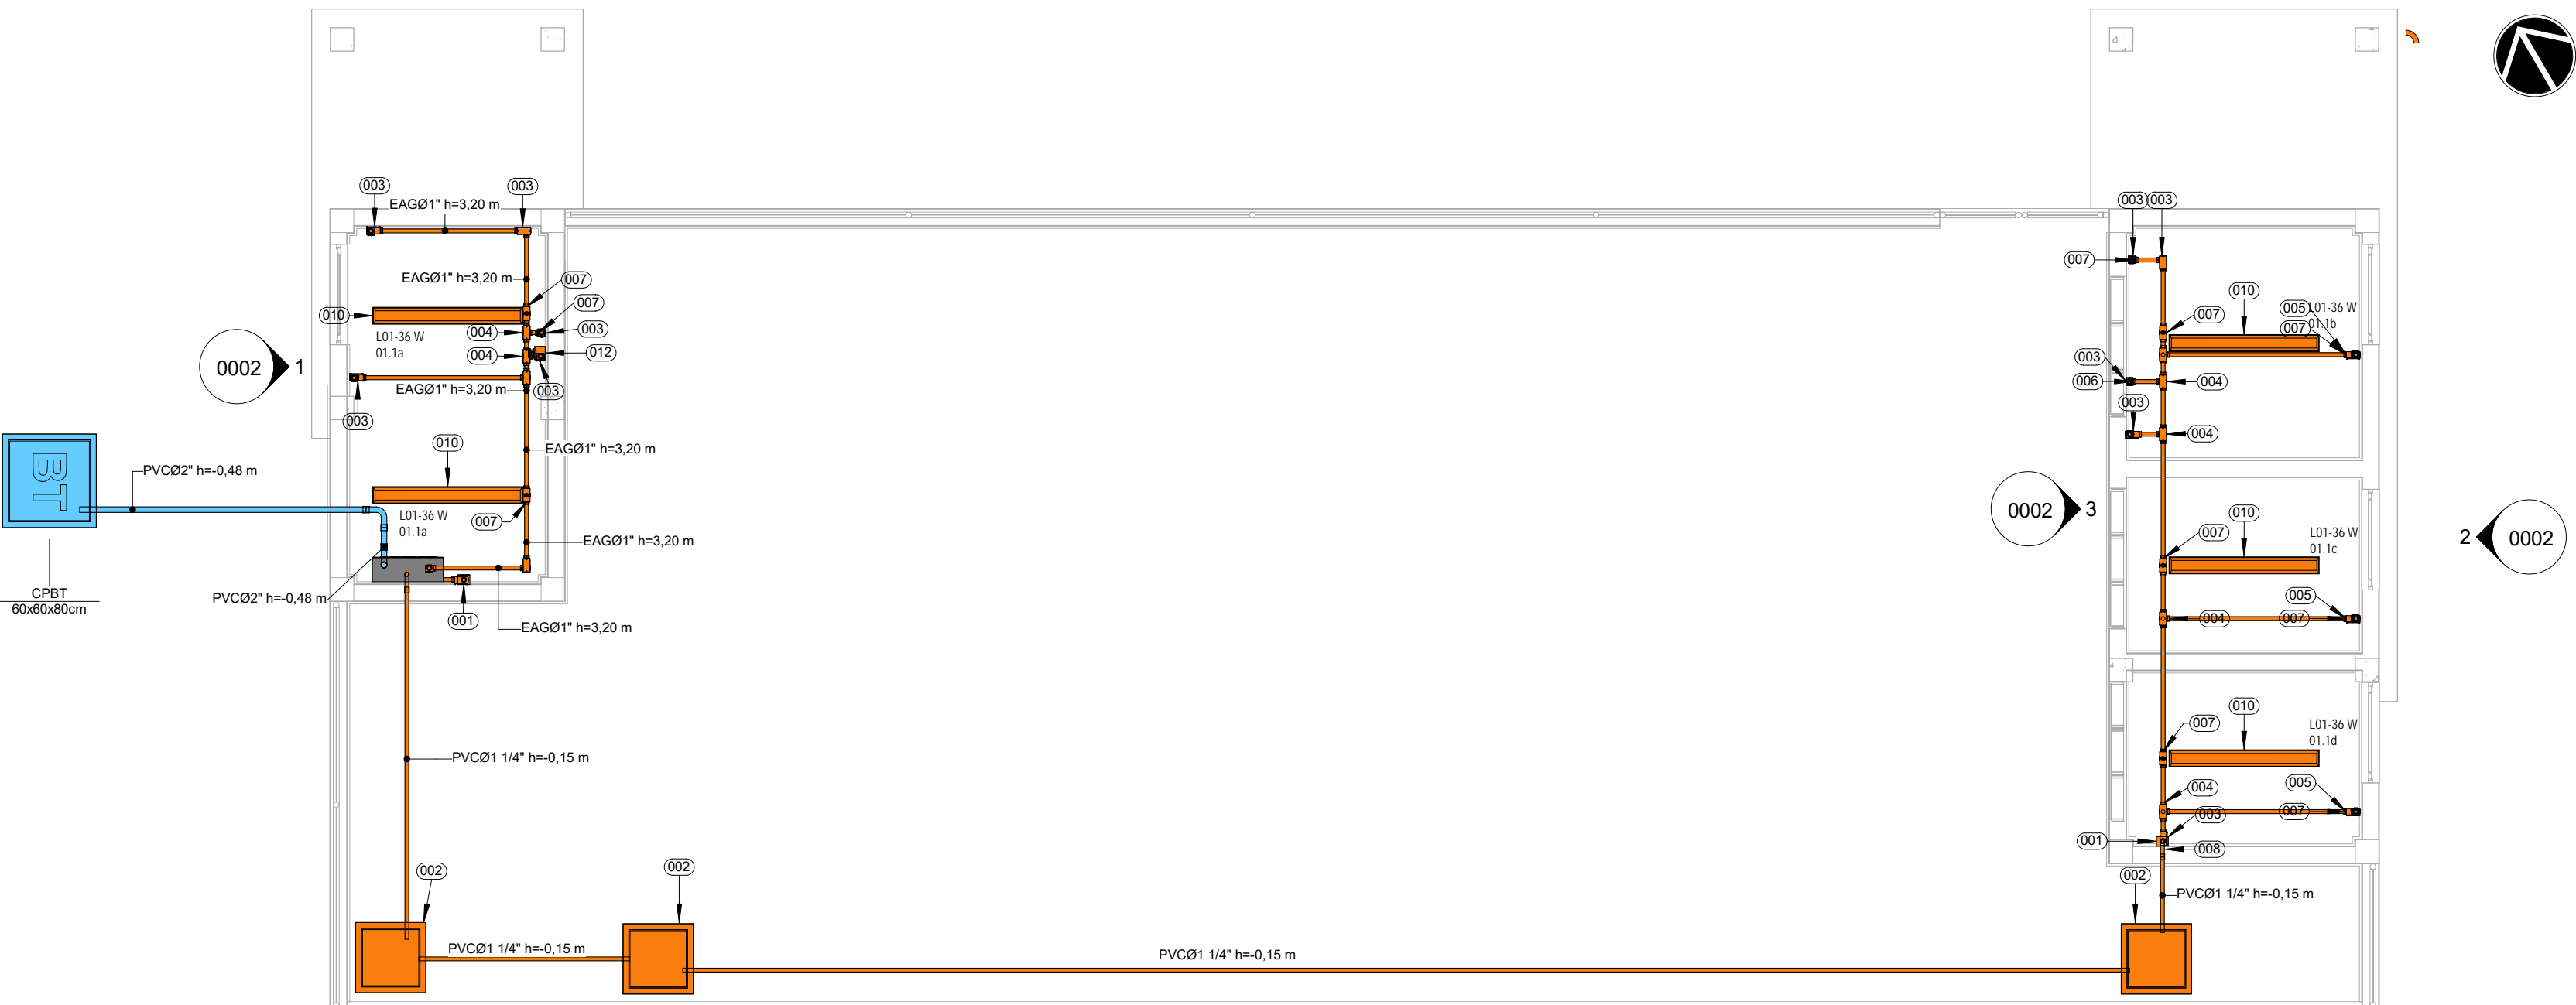 003
003
EAGØ1" h=3,20 m
EAGØ1" h=3,20 m
007
007
010
004
003
L01-36 W
01.1a
004
012
0002
1
EAGØ1" h=3,20 m
003
003
010
EAGØ1" h=3,20 m
BT
PVCØ2" h=-0,48 m
L01-36 W
01.1a
007
EAGØ1" h=3,20 m
CPBT
60x60x80cm
PVCØ2" h=-0,48 m
001
EAGØ1" h=3,20 m
PVCØ1 1/4" h=-0,15 m
002
002
PVCØ1 1/4" h=-0,15 m
PVCØ1 1/4" h=-0,15 m
003
003
007
010
005
L01-36 W
007
007
01.1b
003
006
004
003
004
0002
3
010
007
L01-36 W
01.1c
2
0002
005
004
007
010
007
L01-36 W
01.1d
005
004
007
003
001
008
002
PVCØ1 1/4" h=-0,15 m